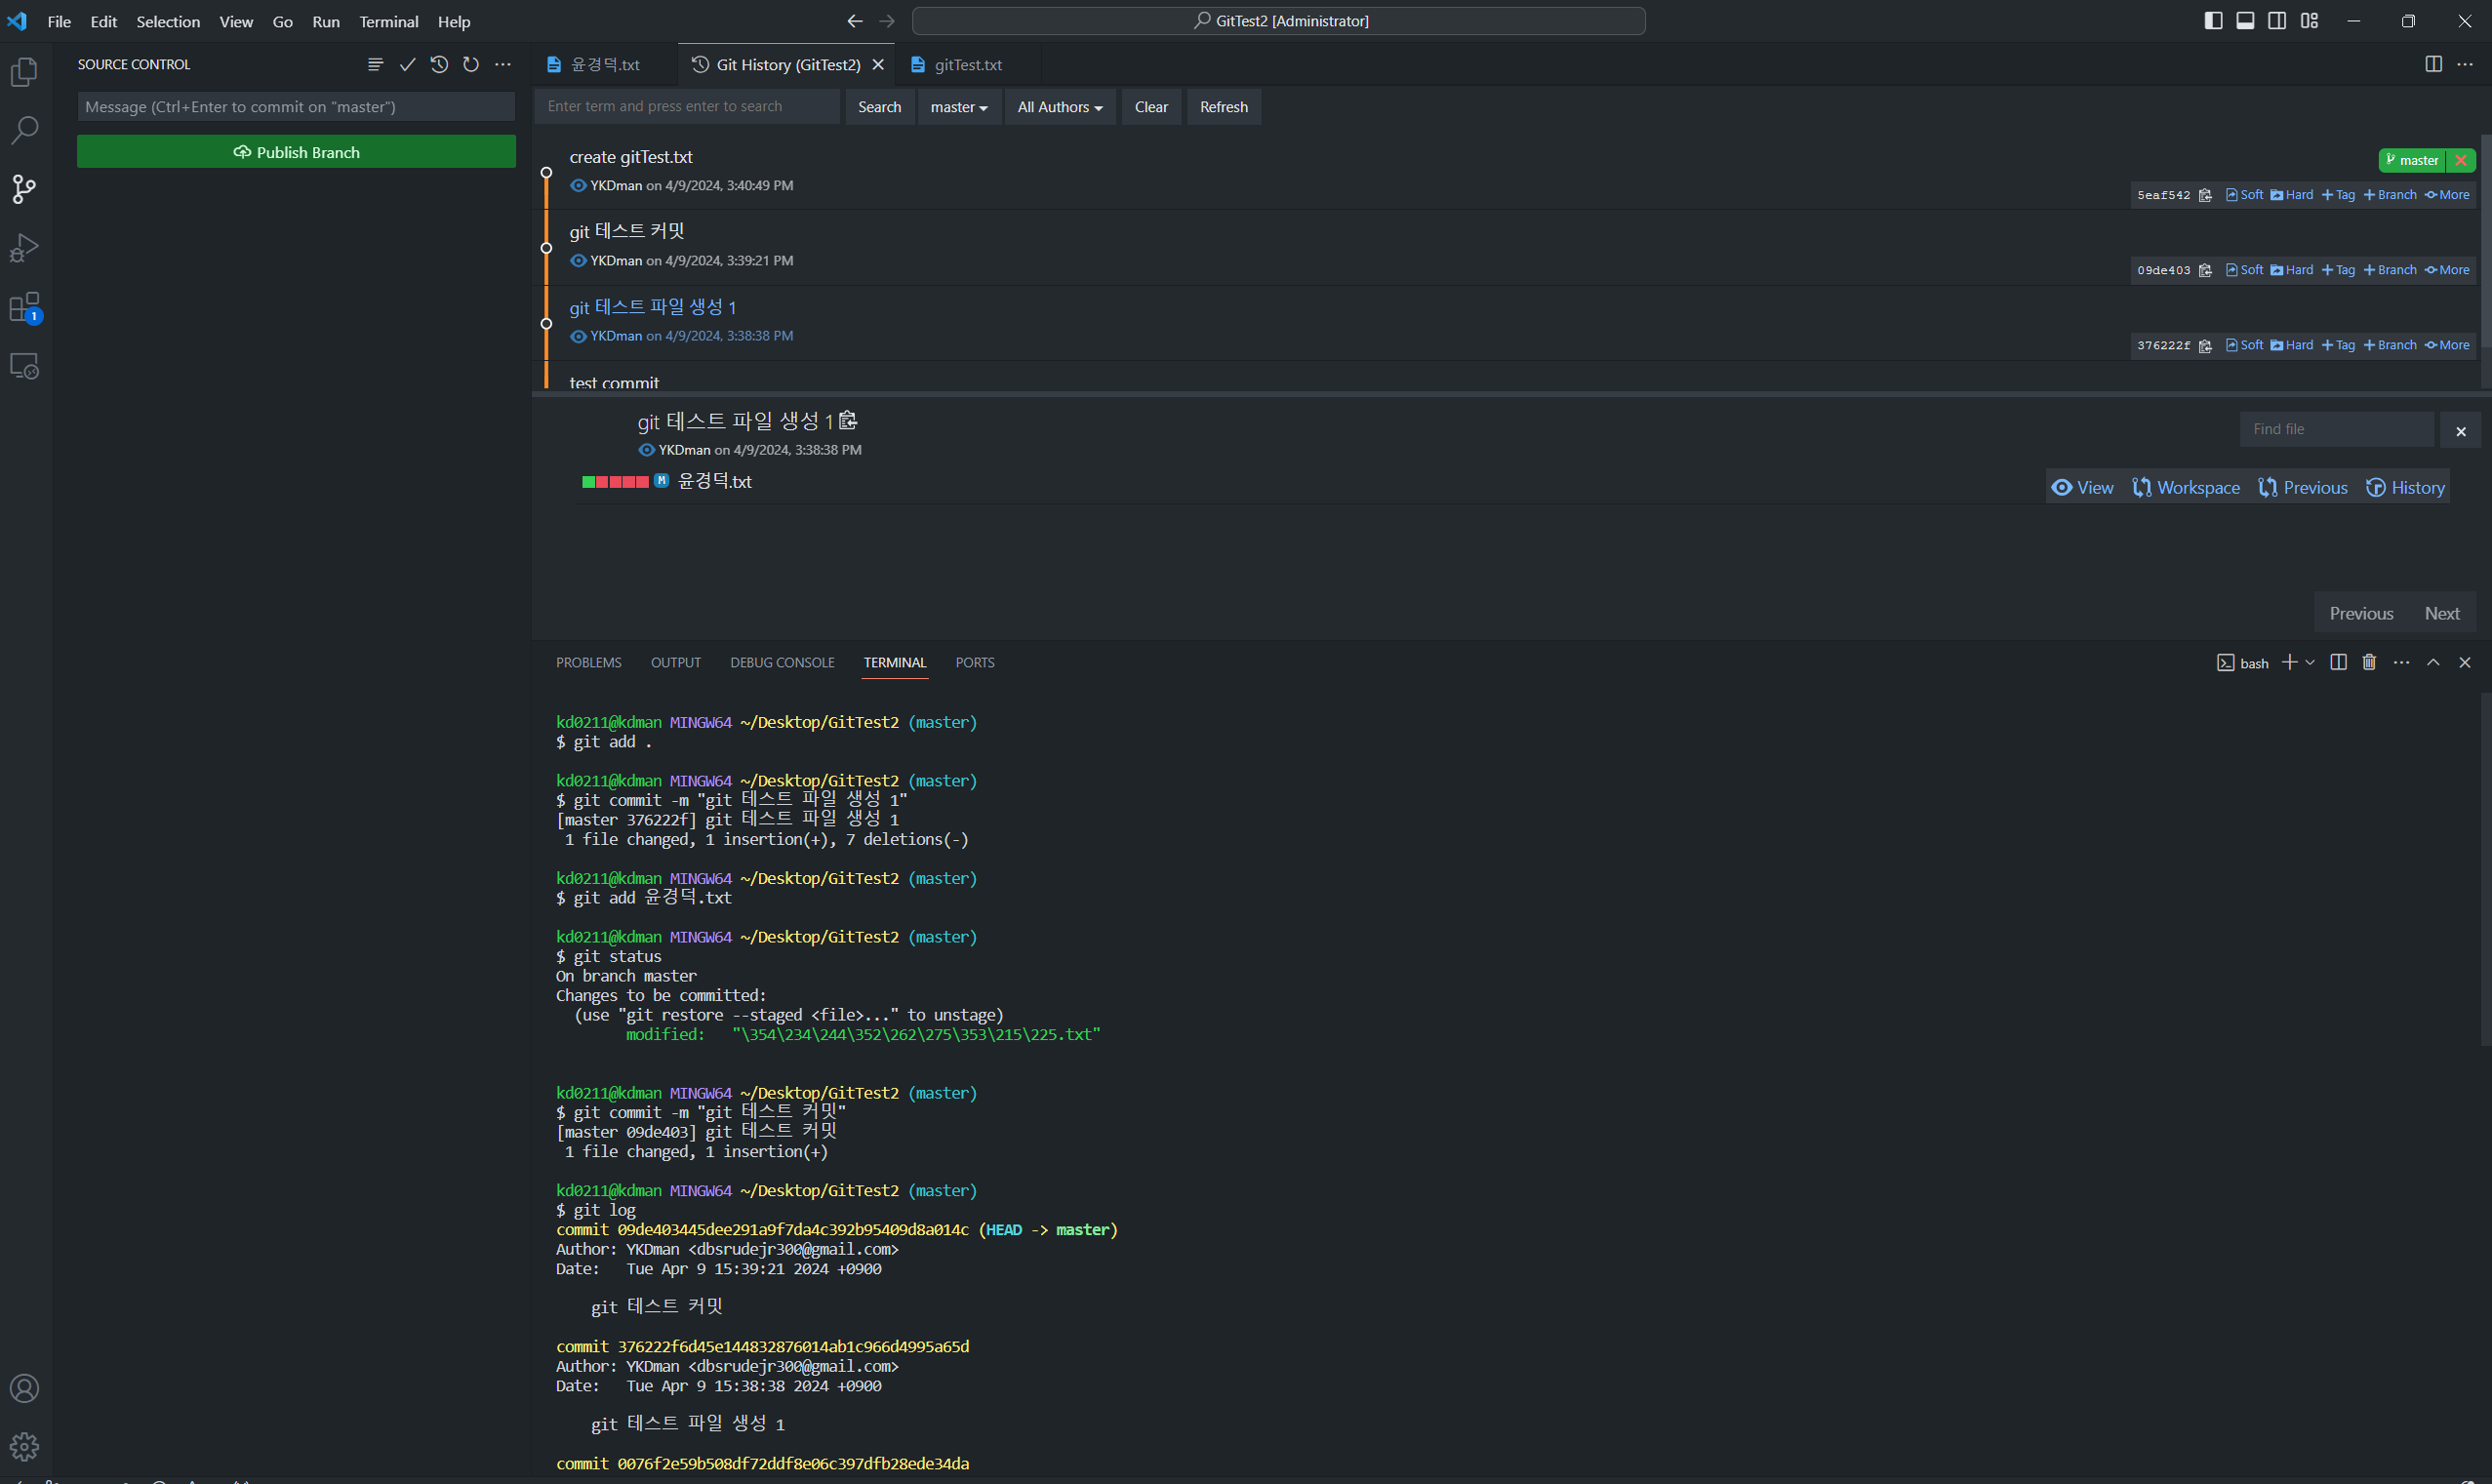 File Edit Selection View Go Run Terminal Help
GitTest2 [Administrator]
SOURCE CONTROL
윤경덕.txt
Git History (GitTest2)
gitTest.txt
Message (Ctrl+Enter to commit on "master")
Enter term and press enter to search
Search
master
All Authors
Clear
Refresh
Publish Branch
create gitTest.txt
master
YKDman on 4/9/2024, 3:40:49 PM
5eaf542 Soft Hard Tag Branch More
git 테스트 커밋
YKDman on 4/9/2024, 3:39:21 PM
09de403 Soft Hard Tag Branch More
git 테스트 파일 생성 1
YKDman on 4/9/2024, 3:38:38 PM
376222f Soft Hard Tag Branch More
1
test commit
git 테스트 파일 생성 1
Find file
YKDman on 4/9/2024, 3:38:38 PM
M 윤경덕.txt
View Workspace Previous History
Previous Next
PROBLEMS OUTPUT DEBUG CONSOLE TERMINAL PORTS
bash
kd0211@kdman MINGW64 ~/Desktop/GitTest2 (master)
$ git add .
kd0211@kdman MINGW64 ~/Desktop/GitTest2 (master)
$ git commit -m "git 테스트 파일 생성 1"
[master 376222f] git 테스트 파일 생성 1
1 file changed, 1 insertion(+), 7 deletions(-)
kd0211@kdman MINGW64 ~/Desktop/GitTest2 (master)
$ git add 윤경덕.txt
kd0211@kdman MINGW64 ~/Desktop/GitTest2 (master)
$ git status
On branch master
Changes to be committed:
(use "git restore --staged <file>..." to unstage)
modified: "\354\234\244\352\262\275\353\215\225.txt"
kd0211@kdman MINGW64 ~/Desktop/GitTest2 (master)
$ git commit -m "git 테스트 커밋"
[master 09de403] git 테스트 커밋
1 file changed, 1 insertion(+)
kd0211@kdman MINGW64 ~/Desktop/GitTest2 (master)
$ git log
commit 09de403445dee291a9f7da4c392b95409d8a014c (HEAD -> master)
Author: YKDman <dbsrudejr300@gmail.com>
Date: Tue Apr 9 15:39:21 2024 +0900
git 테스트 커밋
commit 376222f6d45e144832876014ab1c966d4995a65d
Author: YKDman <dbsrudejr300@gmail.com>
Date: Tue Apr 9 15:38:38 2024 +0900
git 테스트 파일 생성 1
commit 0076f2e59b508df72ddf8e06c397dfb28ede34da